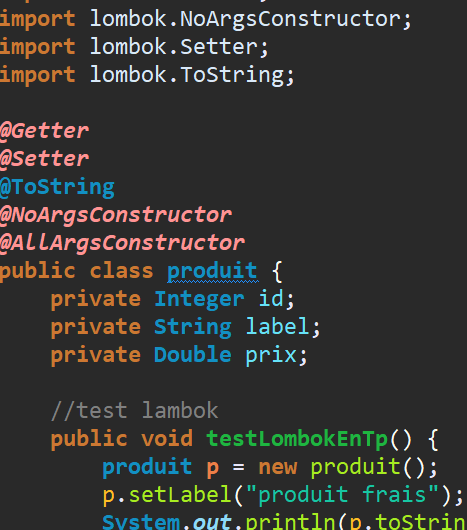 import lombok.NoArgsConstructor;
import lombok.Setter;
import lombok.ToString;
@Getter
@Setter
@ToString
@NoArgsConstructor
@AllArgsConstructor
public class produit {
private Integer id;
private String label;
private Double prix;
//test lambok
public void testLombokEnTp() {
produit p = new produit();
p.setLabel("produit frais");
System.out.println(p.toStrin